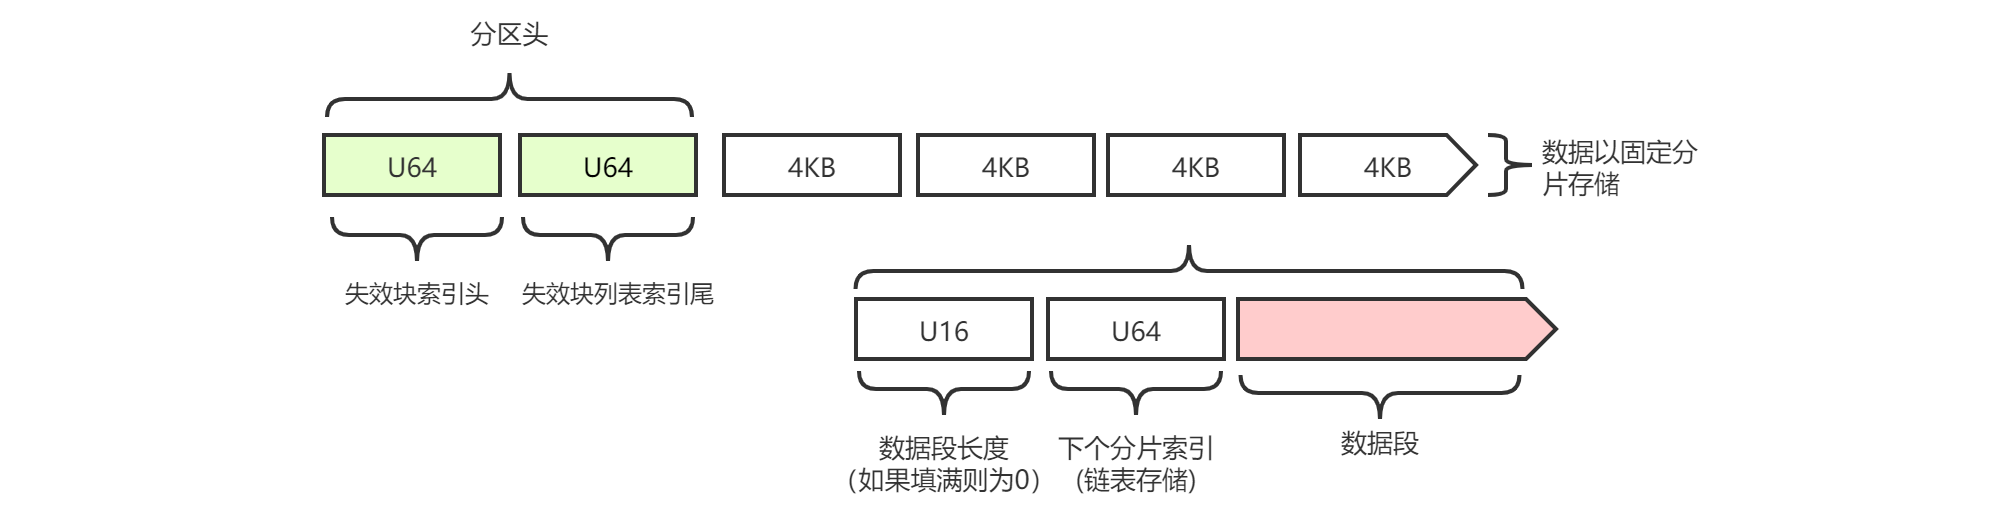 分区头
U64
U64
4KB
4KB
4KB
4KB
数据以固定分
片存储
失效块索引头
失效块列表索引尾
U16
U64
数据段长度
（如果填满则为0）
下个分片索引
(链表存储)
数据段